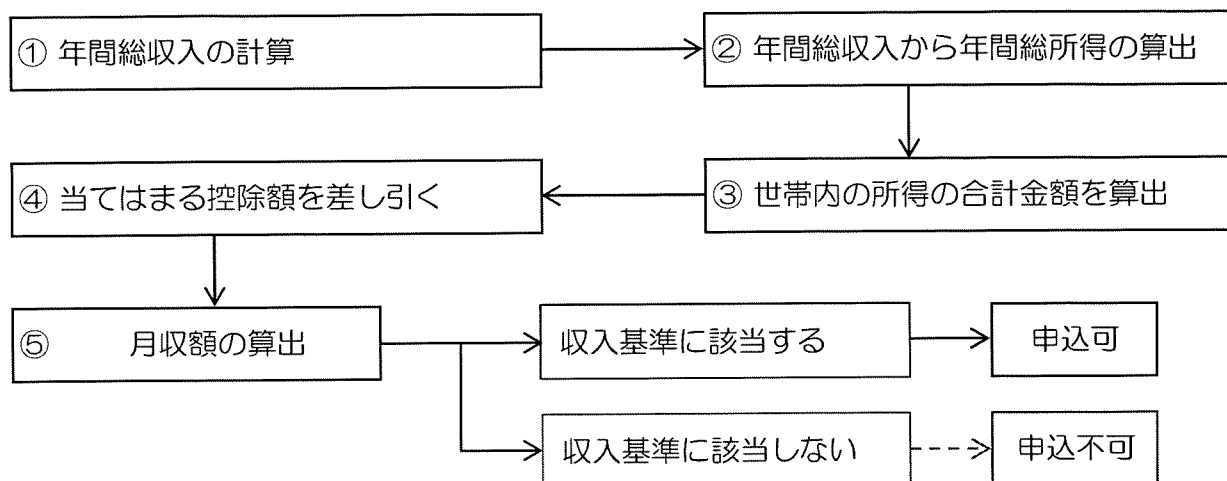 ① 年間総収入の計算
② 年間総収入から年間総所得の算出
③ 世帯内の所得の合計金額を算出
④ 当てはまる控除額を差し引く
⑤ 月収額の算出
収入基準に該当する
申込可
収入基準に該当しない
申込不可